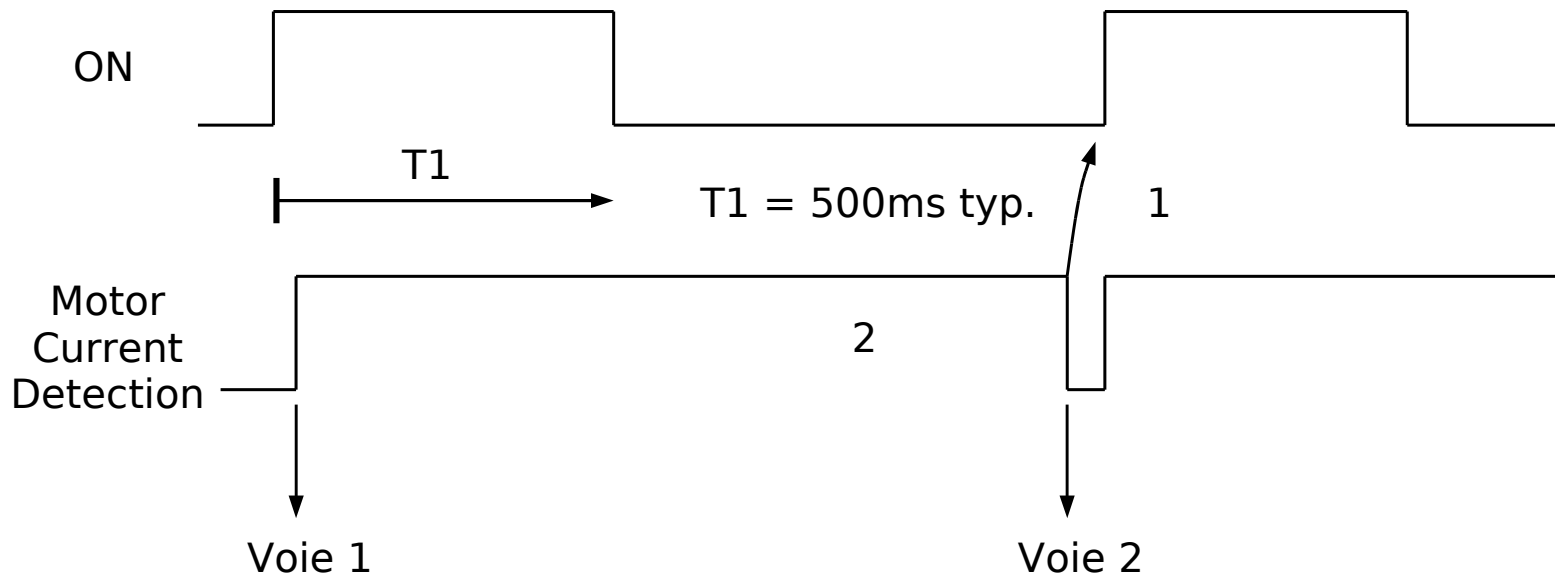 ON
T1
T1 = 500ms typ.
1
Motor
Current
Detection
2
Voie 1
Voie 2